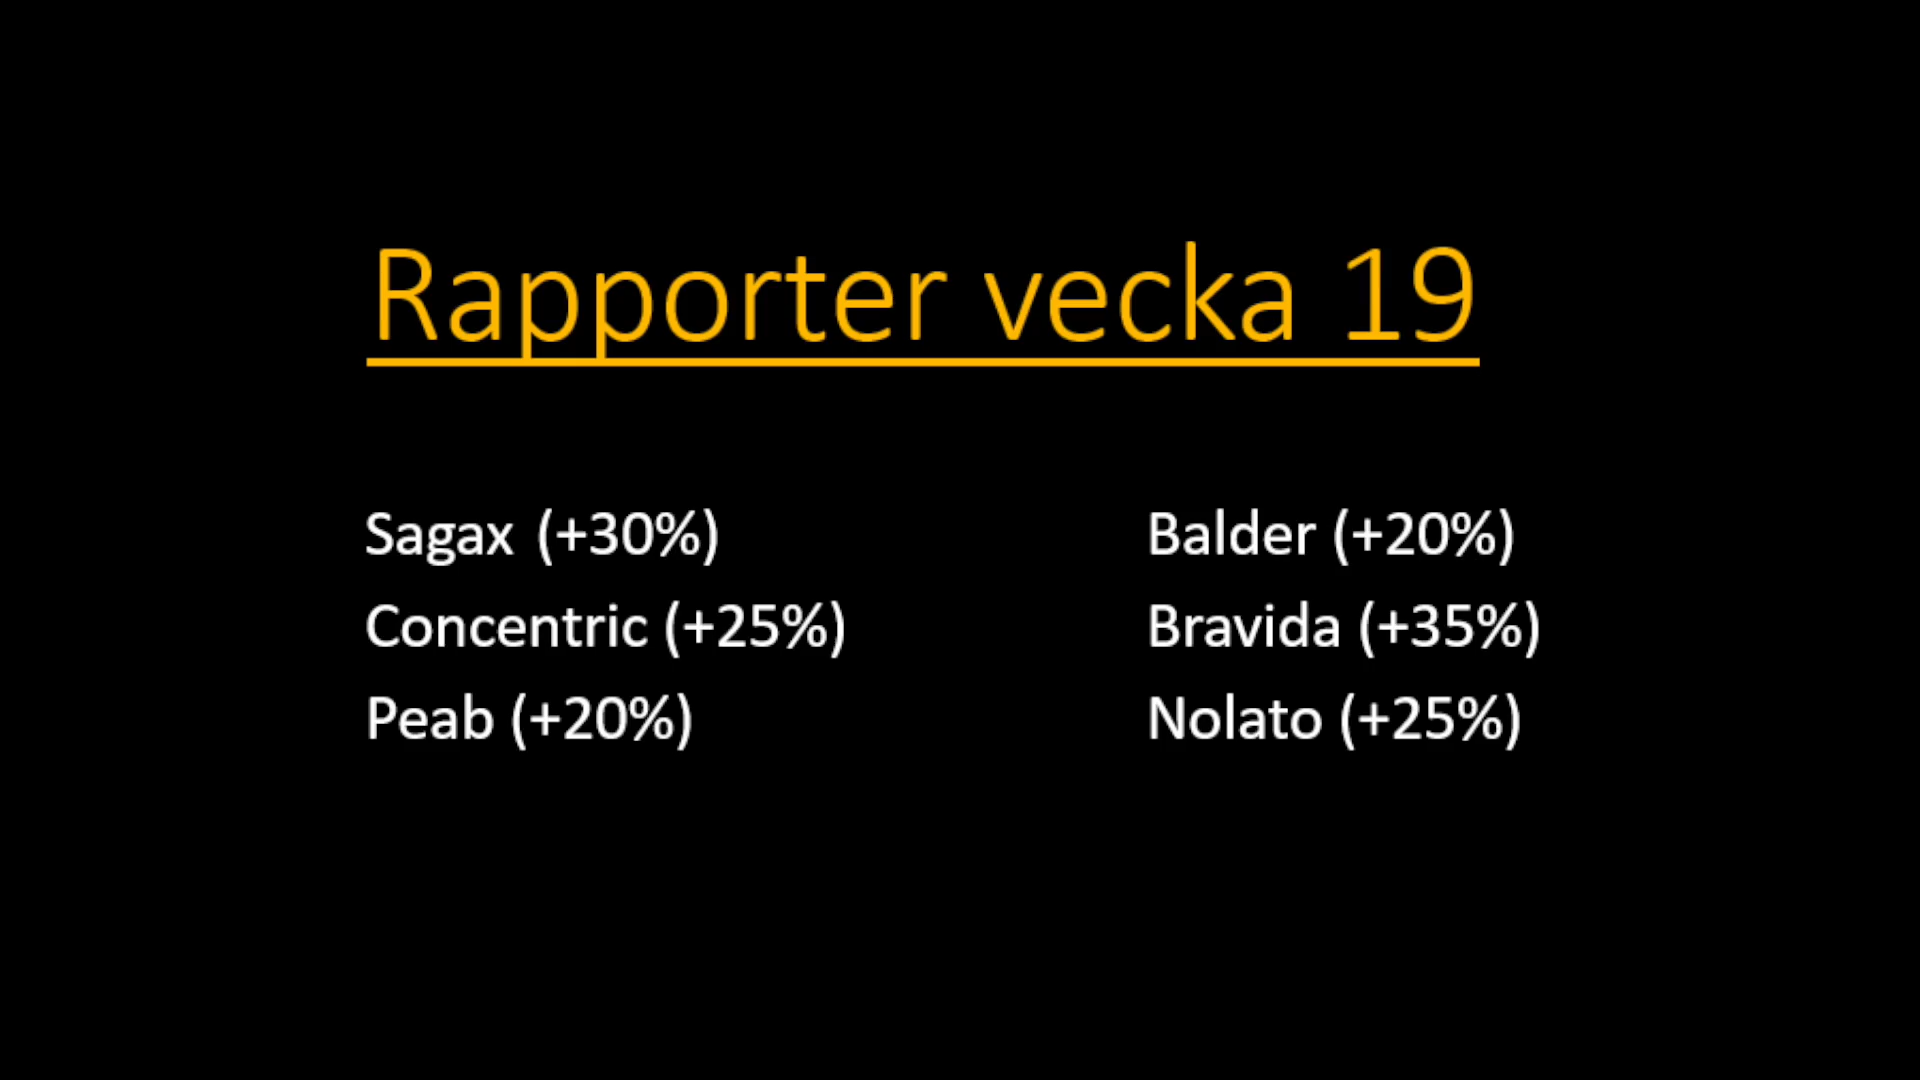 Rapporter vecka 19
Sagax (+30%)
Concentric (+25%)
Peab (+20%)
Balder (+20%)
Bravida (+35%)
Nolato (+25%)